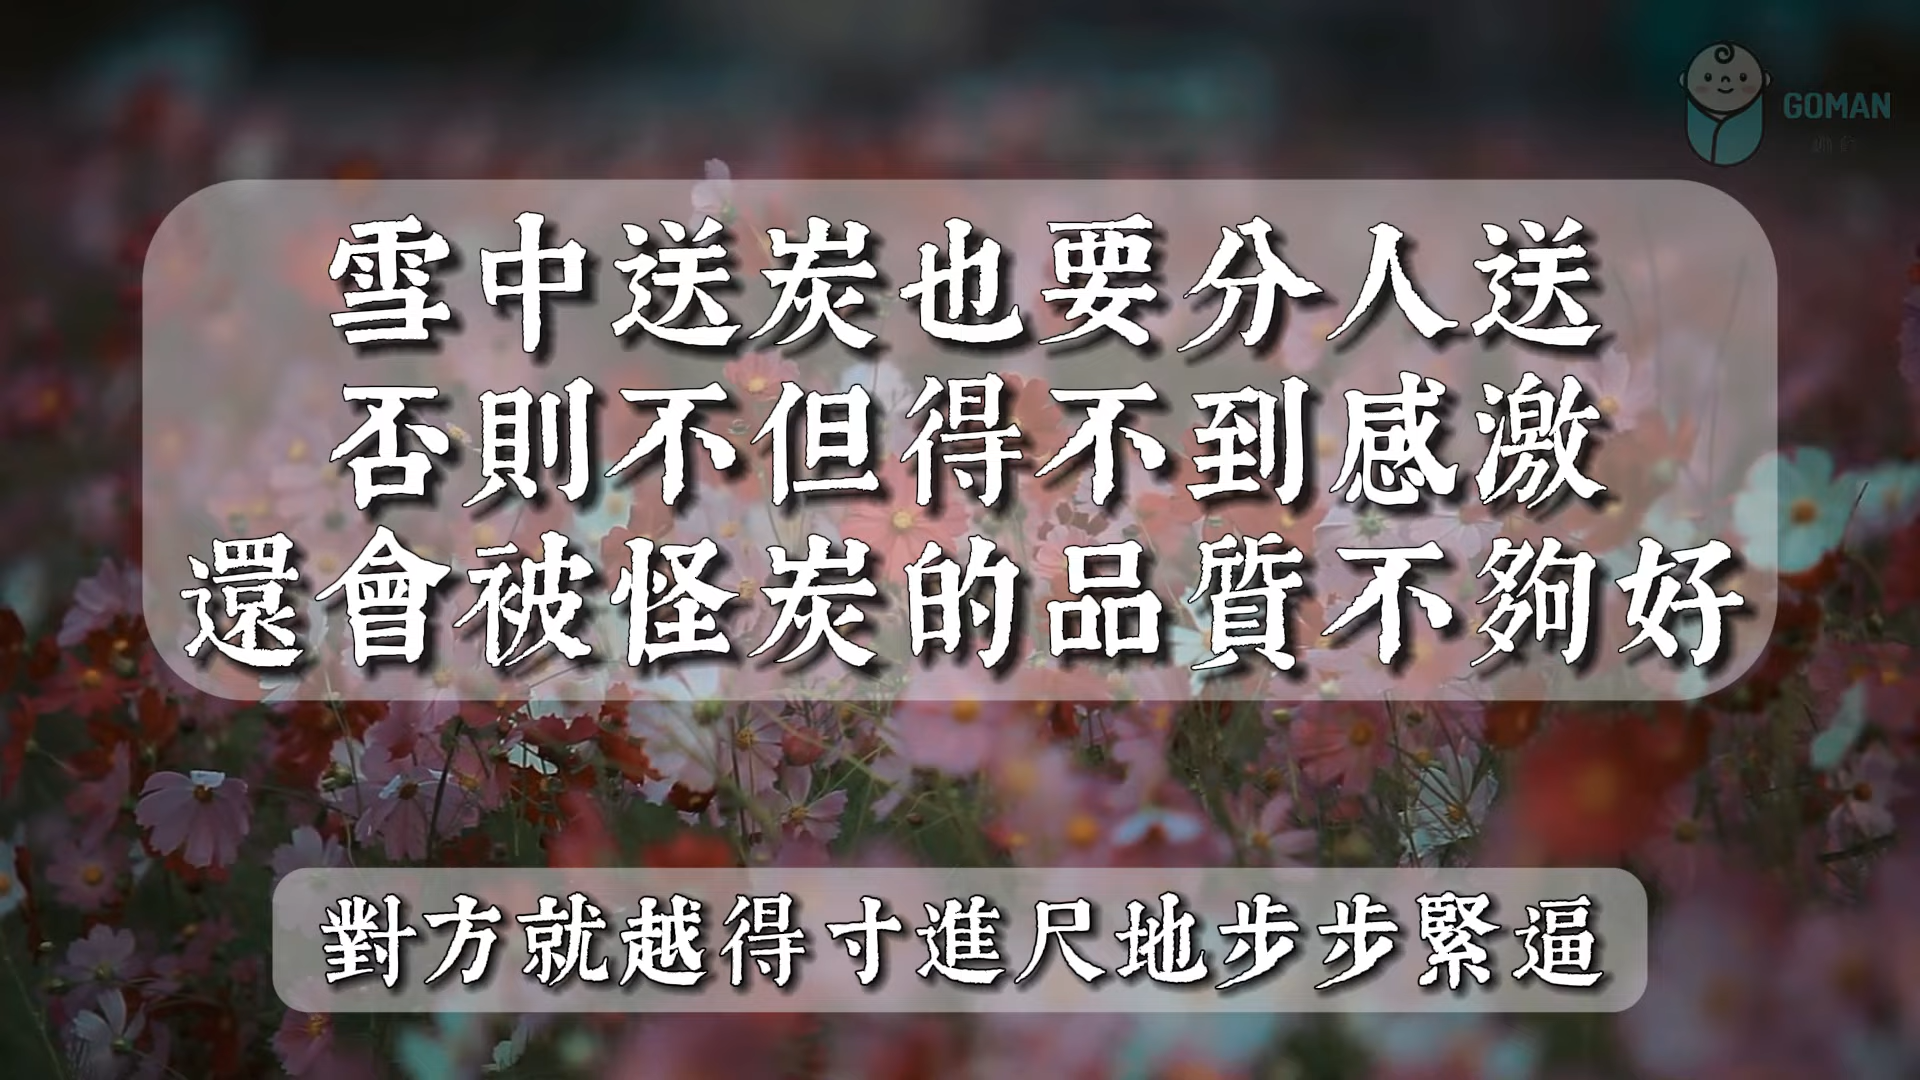 GOMAN
雪中送炭也要分人送
否則不但得不到感激
還會被怪炭的品質不夠好
對方就越得寸進尺地步步緊逼